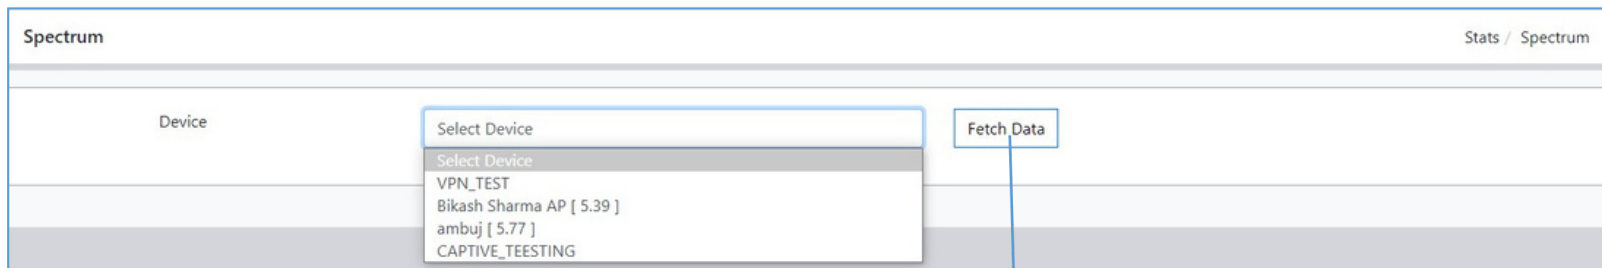 Spectrum
Stats / Spectrum
Device
Select Device
Fetch Data
Select Device
VPN_TEST
Bikash Sharma AP [ 5.39 ]
ambuj [ 5.77 ]
CAPTIVE_TEESTING